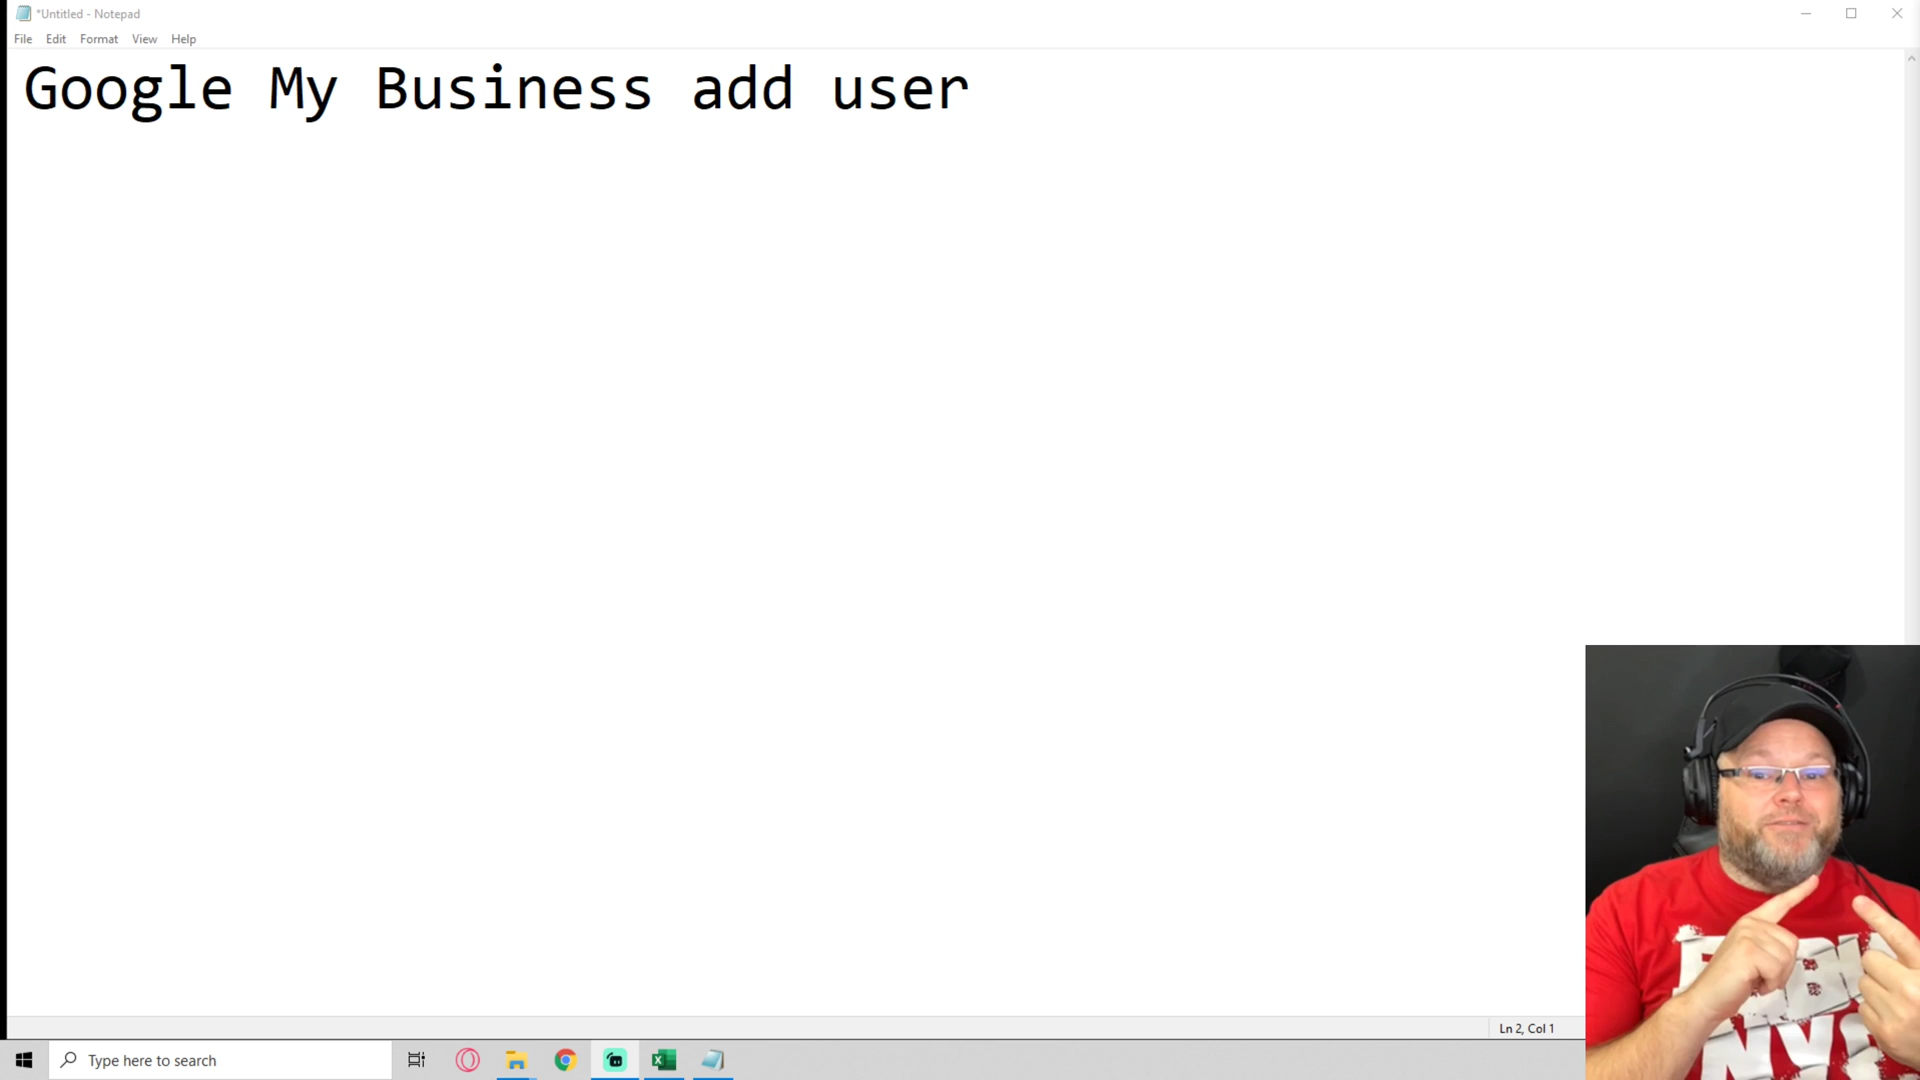 *Untitled - Notepad
File Edit Format View Help
Google My Business add user
Ln 2, Col 1
Type here to search